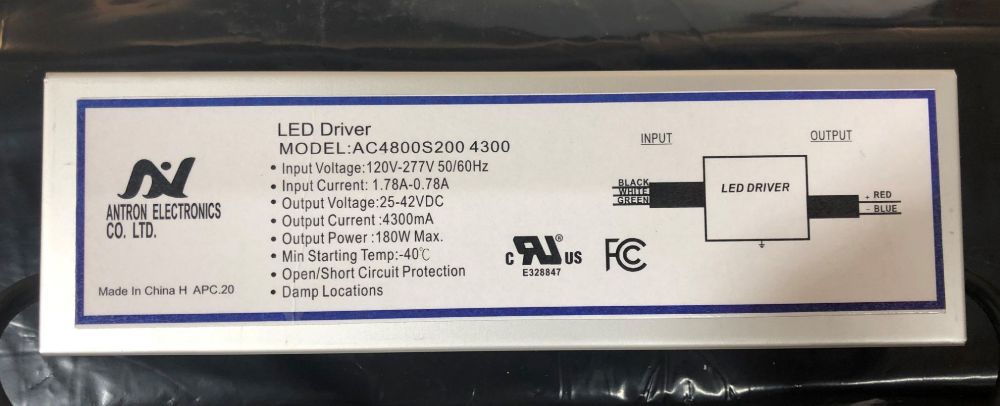 ANTRON ELECTRONICS
CO. LTD.
Made In China H  APC.20
LED Driver
MODEL:AC4800S200 4300
• Input Voltage:120V-277V 50/60Hz
• Input Current: 1.78A-0.78A
• Output Voltage:25-42VDC
• Output Current :4300mA
• Output Power :180W Max.
• Min Starting Temp:-40℃
• Open/Short Circuit Protection
• Damp Locations
C RU ® US
E328847
FC
INPUT
OUTPUT
BLACK
WHITE
GREEN
LED DRIVER
+ RED
- BLUE